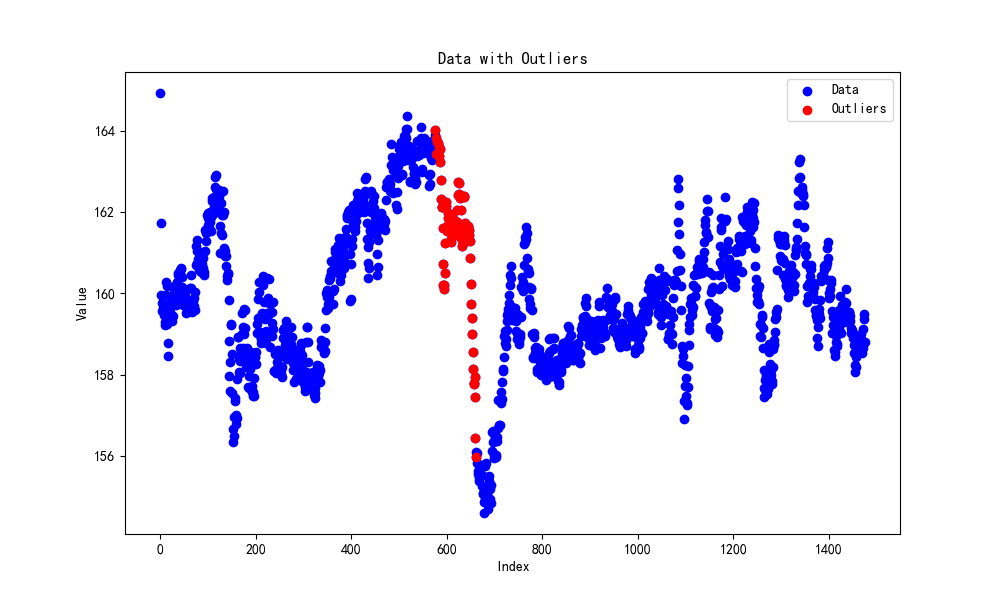 Data with Outliers
Data
Outliers
Value
164
162
160
158
156
0 200 400 600 800 1000 1200 1400
Index